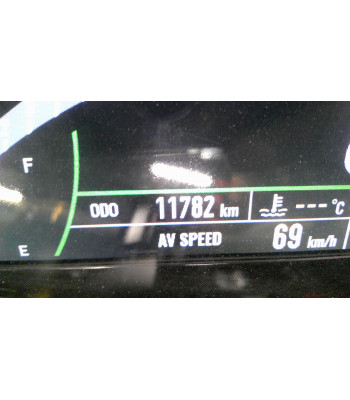 F
ODO 11782 km --- °C
E AV SPEED 69 km/h